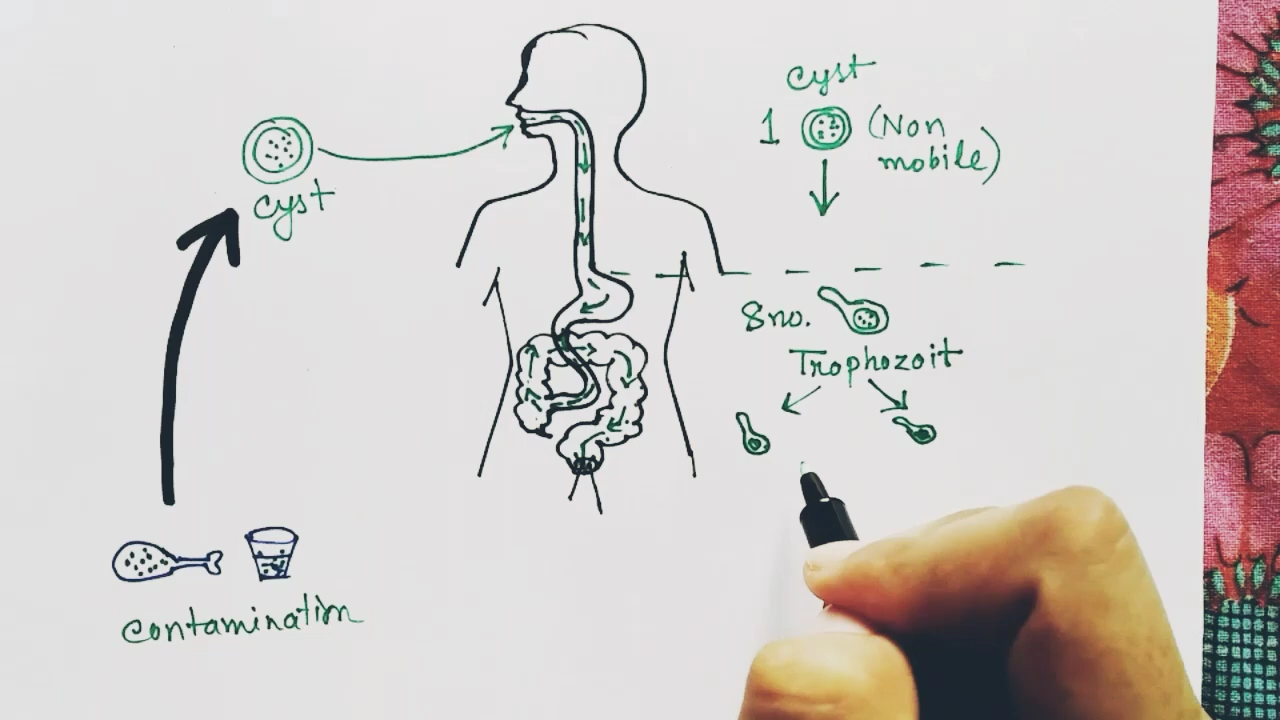 cyst
1
(Non
mobile)
cyst
8no.
Trophozoit
contamination